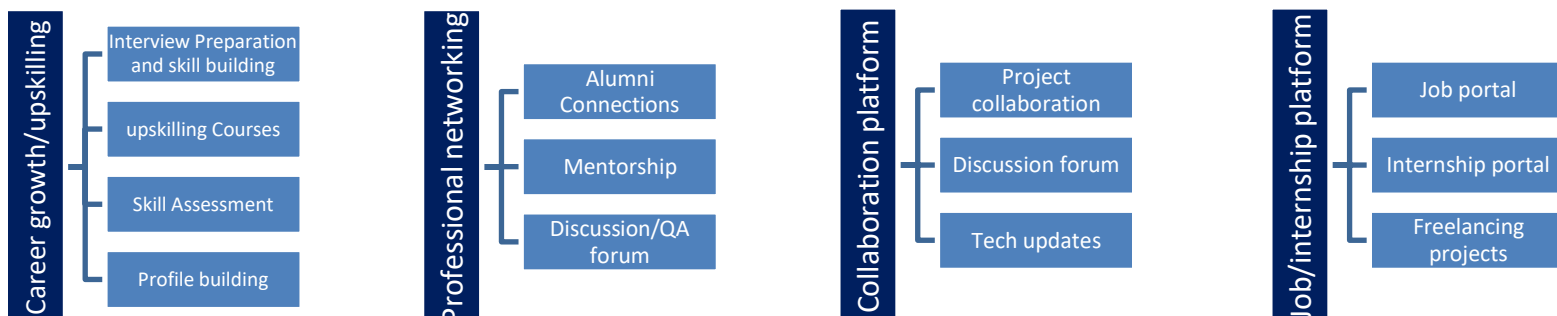 Career growth/upskilling
Interview Preparation
and skill building
upskilling Courses
Skill Assessment
Profile building
Professional networking
Alumni
Connections
Mentorship
Discussion/QA
forum
Collaboration platform
Project
collaboration
Discussion forum
Tech updates
Job/internship platform
Job portal
Internship portal
Freelancing
projects